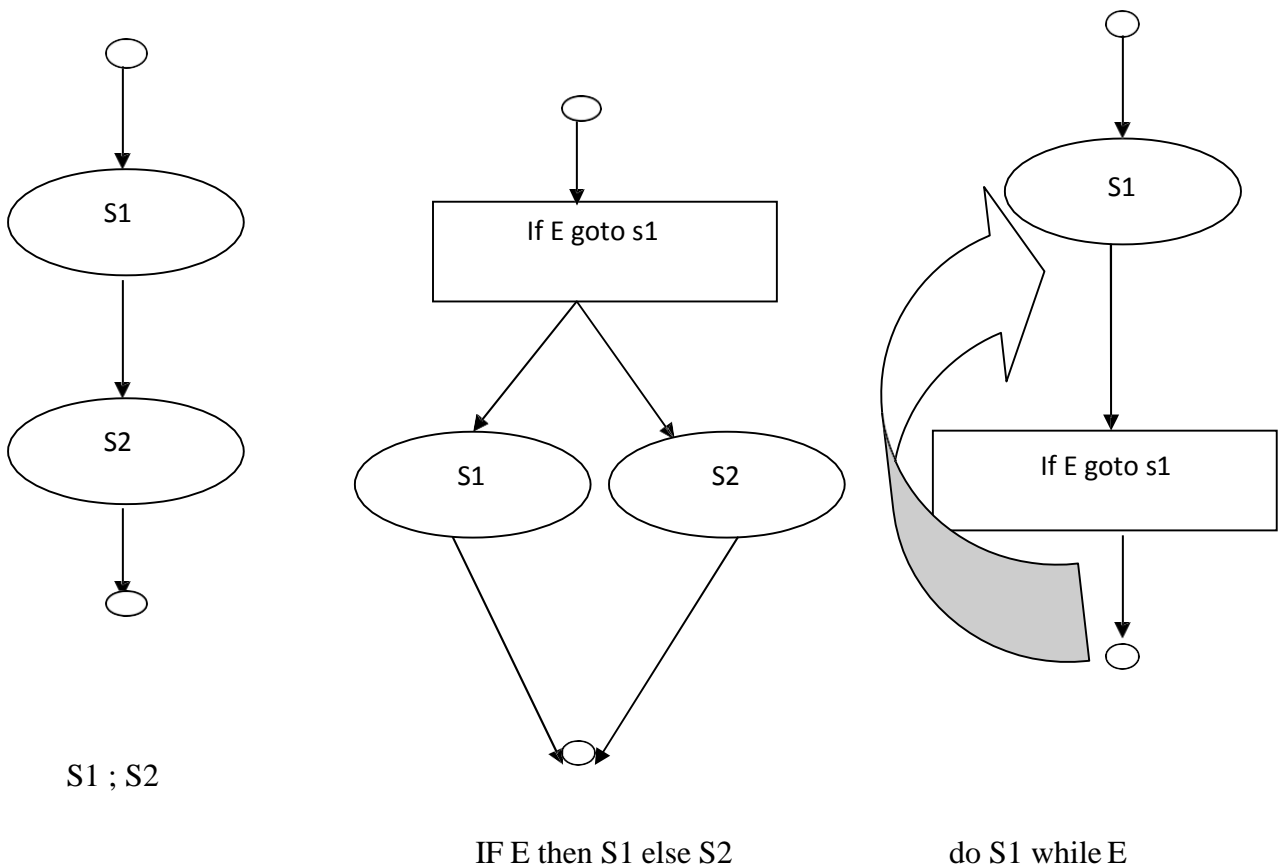 S1
S2
S1 ; S2
If E goto s1
S1
S2
IF E then S1 else S2
S1
If E goto s1
do S1 while E